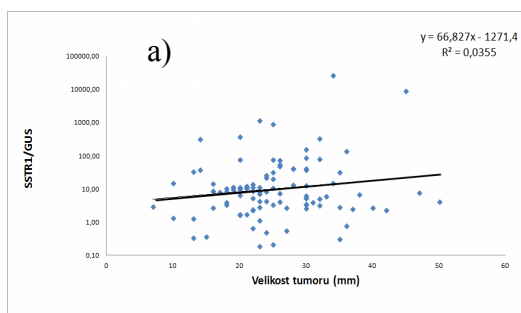 a)
y = 66,827x - 1271,4
R² = 0,0355
SSTR1/GUS
100000,00
10000,00
1000,00
100,00
10,00
1,00
0,10
0
10
20
30
40
50
60
Velikost tumoru (mm)